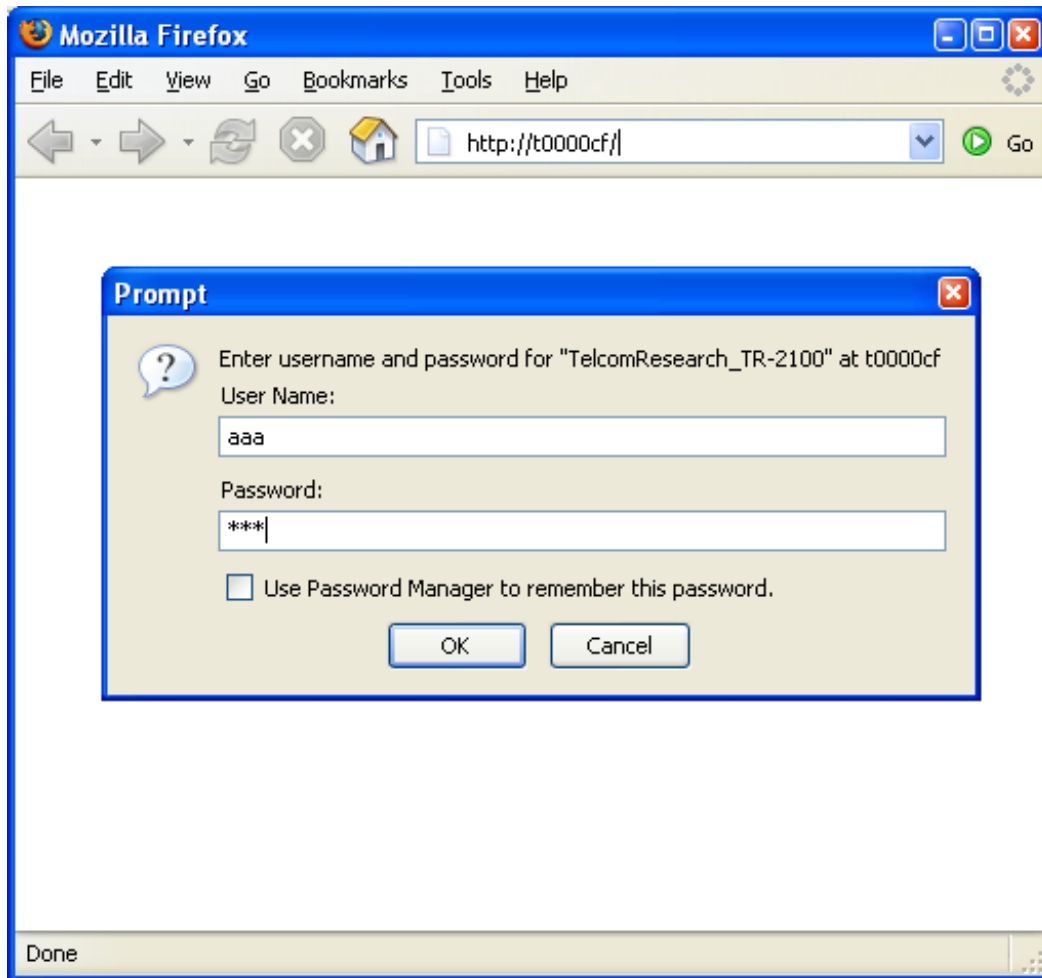 Mozilla Firefox
File Edit View Go Bookmarks Tools Help
http://t0000cf/ Go
Prompt
? Enter username and password for "TelcomResearch_TR-2100" at t0000cf
User Name:
aaa
Password:
***
Use Password Manager to remember this password.
OK Cancel
Done